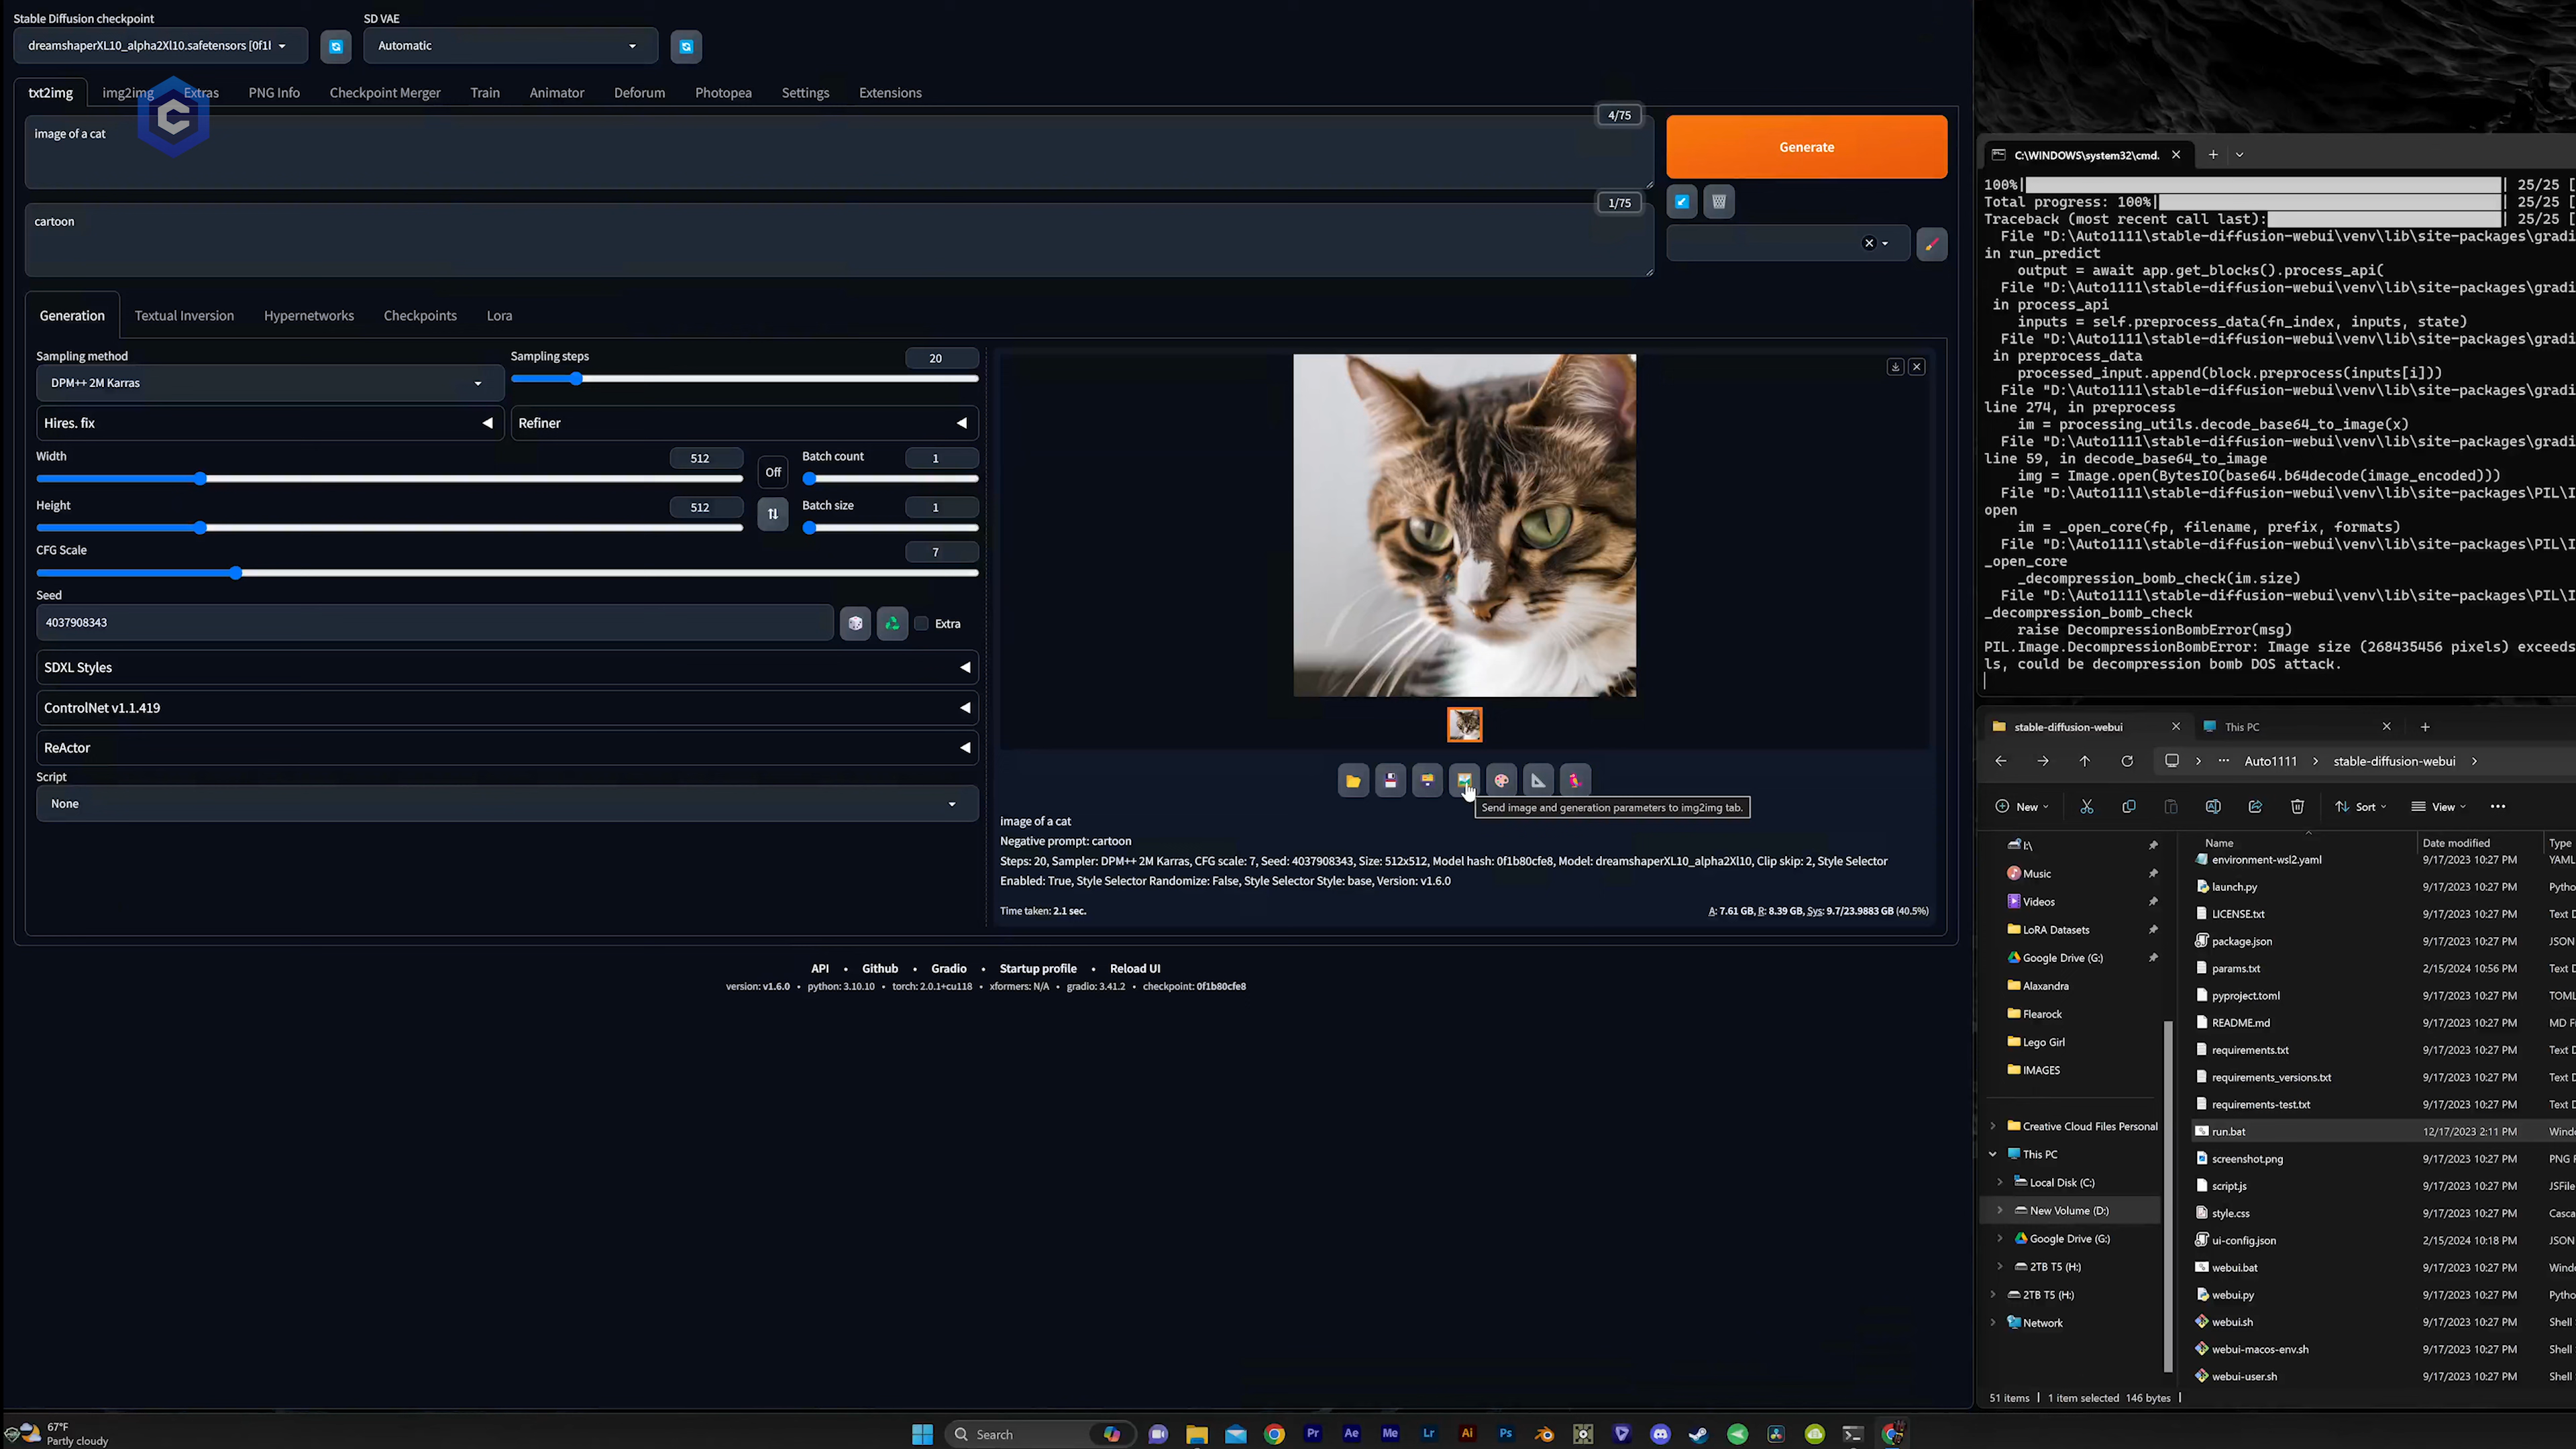 Stable Diffusion checkpoint
SD VAE
dreamshaperXL10_alpha2Xl10.safetensors [0f1l
Automatic
txt2img
img2img
Extras
PNG Info
Checkpoint Merger
Train
Animator
Deforum
Photopea
Settings
Extensions
image of a cat
4/75
Generate
cartoon
1/75
Generation
Textual Inversion
Hypernetworks
Checkpoints
Lora
Sampling method
DPM++ 2M Karras
Sampling steps
20
Hires. fix
Refiner
Width
512
Off
Batch count
1
Height
512
Batch size
1
CFG Scale
7
Seed
4037908343
Extra
SDXL Styles
ControlNet v1.1.419
ReActor
Script
None
Send image and generation parameters to img2img tab.
image of a cat
Negative prompt: cartoon
Steps: 20, Sampler: DPM++ 2M Karras, CFG scale: 7, Seed: 4037908343, Size: 512x512, Model hash: 0f1b80cfe8, Model: dreamshaperXL10_alpha2Xl10, Clip skip: 2, Style Selector
Enabled: True, Style Selector Randomize: False, Style Selector Style: base, Version: v1.6.0
Time taken: 2.1 sec.
A: 7.61 GB, R: 8.39 GB, Sys: 9.7/23.9883 GB (40.5%)
API • Github • Gradio • Startup profile • Reload UI
version: v1.6.0 • python: 3.10.10 • torch: 2.0.1+cu118 • xformers: N/A • gradio: 3.41.2 • checkpoint: 0f1b80cfe8
C:\WINDOWS\system32\cmd.
100%| | 25/25 [
Total progress: 100%| | 25/25 [
Traceback (most recent call last): | 25/25 [
File "D:\Auto1111\stable-diffusion-webui\venv\lib\site-packages\gradi
in run_predict
output = await app.get_blocks().process_api(
File "D:\Auto1111\stable-diffusion-webui\venv\lib\site-packages\gradi
in process_api
inputs = self.preprocess_data(fn_index, inputs, state)
File "D:\Auto1111\stable-diffusion-webui\venv\lib\site-packages\gradi
in preprocess_data
processed_input.append(block.preprocess(inputs[i]))
File "D:\Auto1111\stable-diffusion-webui\venv\lib\site-packages\gradi
line 274, in preprocess
im = processing_utils.decode_base64_to_image(x)
File "D:\Auto1111\stable-diffusion-webui\venv\lib\site-packages\gradi
line 59, in decode_base64_to_image
img = Image.open(BytesIO(base64.b64decode(image_encoded)))
File "D:\Auto1111\stable-diffusion-webui\venv\lib\site-packages\PIL\I
open
im = _open_core(fp, filename, prefix, formats)
File "D:\Auto1111\stable-diffusion-webui\venv\lib\site-packages\PIL\I
_open_core
_decompression_bomb_check(im.size)
File "D:\Auto1111\stable-diffusion-webui\venv\lib\site-packages\PIL\I
_decompression_bomb_check
raise DecompressionBombError(msg)
PIL.Image.DecompressionBombError: Image size (268435456 pixels) exceeds
ls, could be decompression bomb DOS attack.
stable-diffusion-webui
This PC
Auto1111 > stable-diffusion-webui >
New
Sort
View
Name
Date modified
Type
I:\
Music
Videos
LoRA Datasets
Google Drive (G:)
Alaxandra
Flearock
Lego Girl
IMAGES
Creative Cloud Files Personal
This PC
Local Disk (C:)
New Volume (D:)
Google Drive (G:)
2TB T5 (H:)
2TB T5 (H:)
Network
environment-wsl2.yaml 9/17/2023 10:27 PM YAML
launch.py 9/17/2023 10:27 PM Pytho
LICENSE.txt 9/17/2023 10:27 PM Text D
package.json 9/17/2023 10:27 PM JSON
params.txt 2/15/2024 10:56 PM Text D
pyproject.toml 9/17/2023 10:27 PM TOML
README.md 9/17/2023 10:27 PM MD Fi
requirements.txt 9/17/2023 10:27 PM Text D
requirements_versions.txt 9/17/2023 10:27 PM Text D
requirements-test.txt 9/17/2023 10:27 PM Text D
run.bat 12/17/2023 2:11 PM Windo
screenshot.png 9/17/2023 10:27 PM PNG F
script.js 9/17/2023 10:27 PM JSFile
style.css 9/17/2023 10:27 PM Casca
ui-config.json 2/15/2024 10:18 PM JSON
webui.bat 9/17/2023 10:27 PM Windo
webui.py 9/17/2023 10:27 PM Pytho
webui.sh 9/17/2023 10:27 PM Shell
webui-macos-env.sh 9/17/2023 10:27 PM Shell
webui-user.sh 9/17/2023 10:27 PM Shell
51 items | 1 item selected 146 bytes |
67°F
Partly cloudy
Search
Pr
Ae
Me
Lr
Ai
Ps